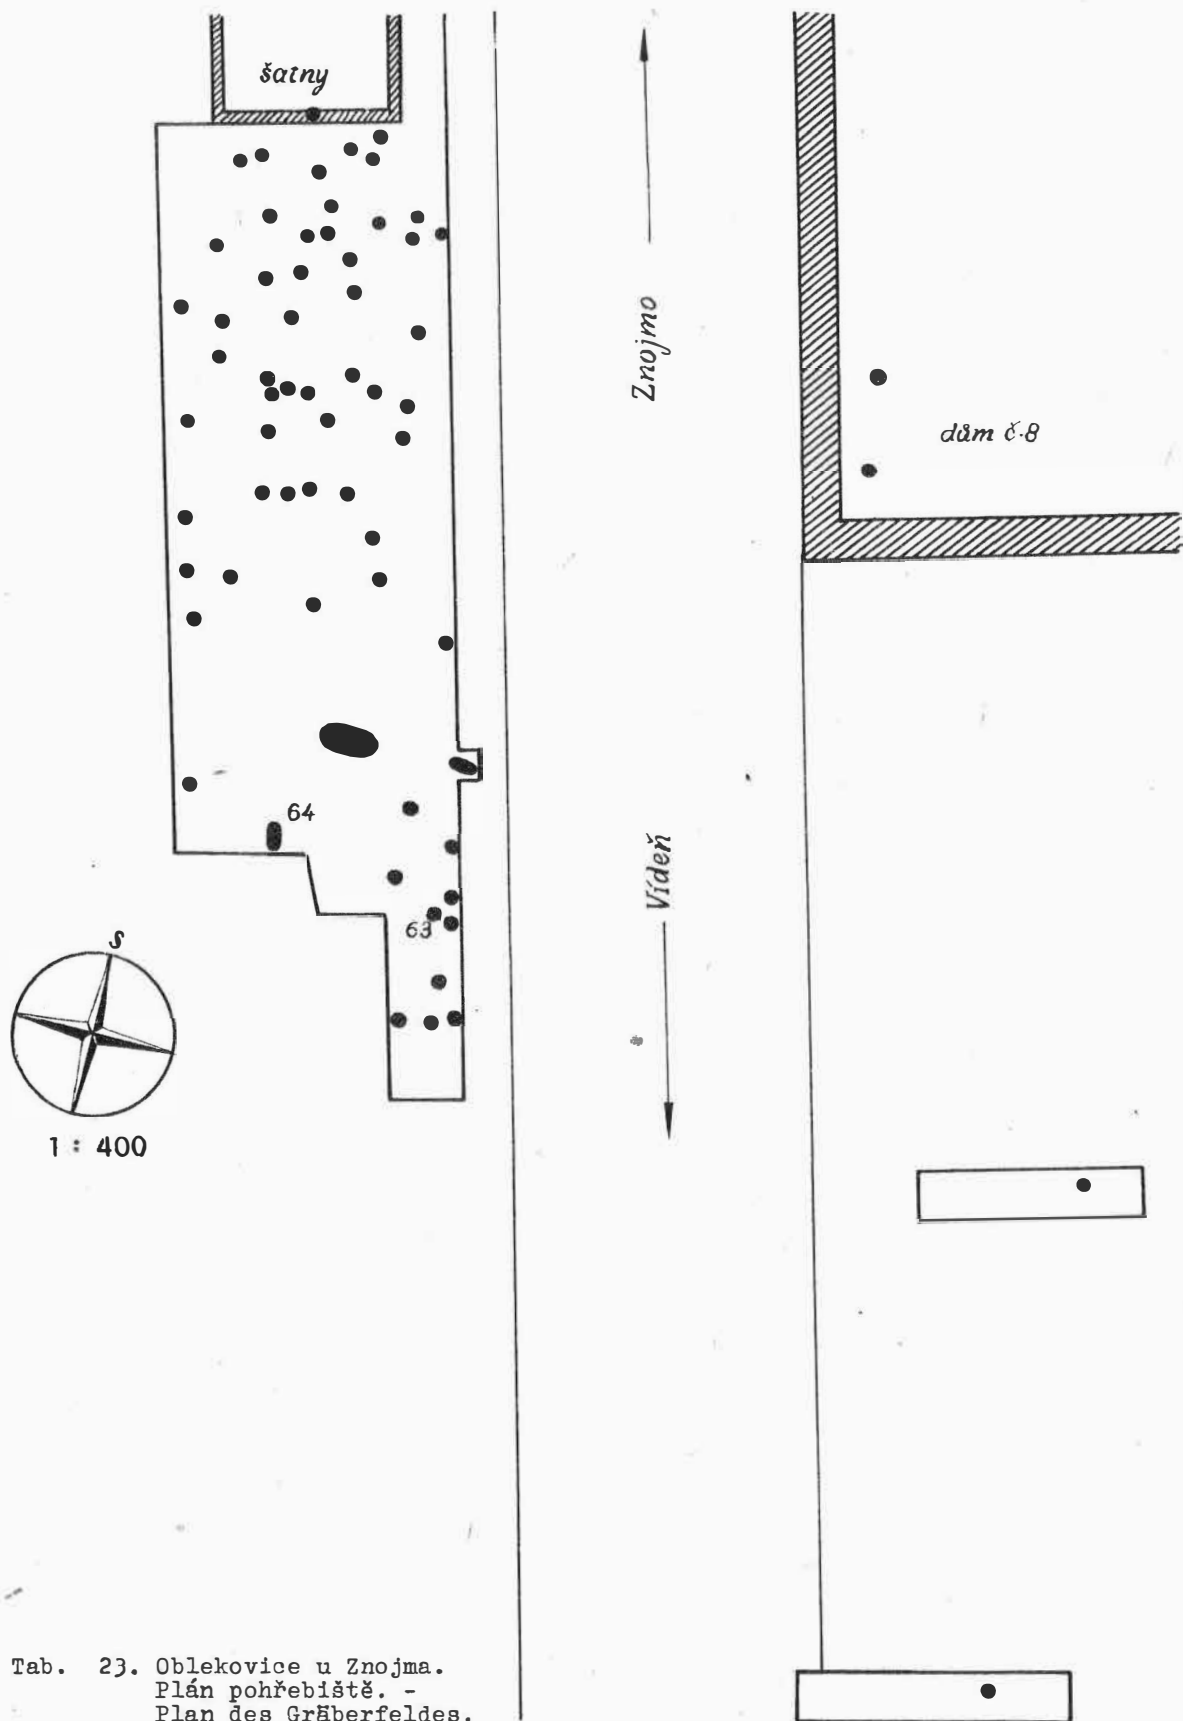 šatny
Znojmo
dům č.8
64
Vídeň
63
S
1 : 400
Tab. 23. Oblekovice u Znojma.
Plán pohřebiště. -
Plan des Gräberfeldes.